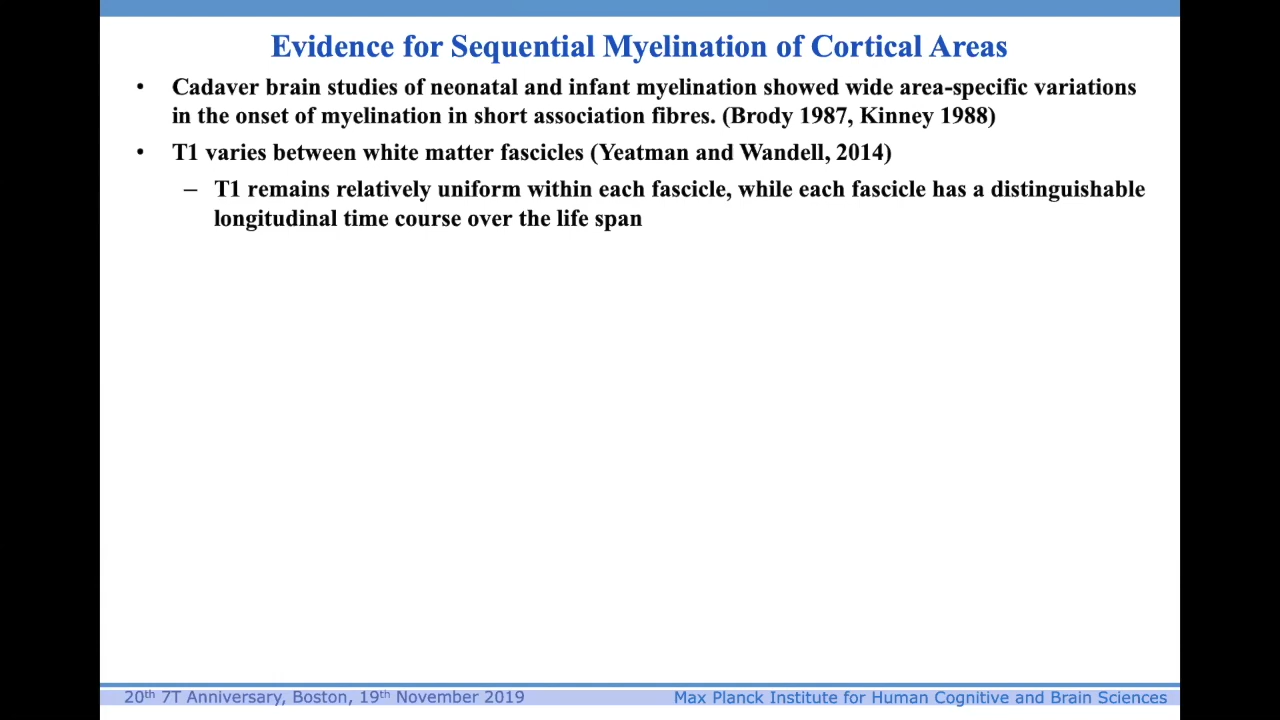 Evidence for Sequential Myelination of Cortical Areas
• Cadaver brain studies of neonatal and infant myelination showed wide area-specific variations
in the onset of myelination in short association fibres. (Brody 1987, Kinney 1988)
• T1 varies between white matter fascicles (Yeatman and Wandell, 2014)
– T1 remains relatively uniform within each fascicle, while each fascicle has a distinguishable
longitudinal time course over the life span
20th 7T Anniversary, Boston, 19th November 2019
Max Planck Institute for Human Cognitive and Brain Sciences